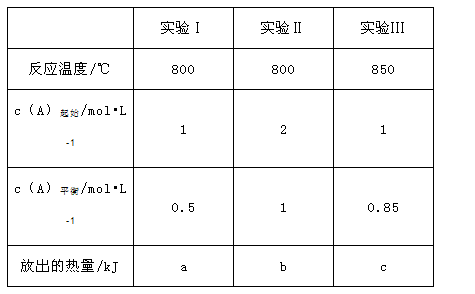 实验Ⅰ 实验Ⅱ 实验III
反应温度/℃ 800 800 850
c（A）起始/mol•L
-1 1 2 1
c（A）平衡/mol•L
-1 0.5 1 0.85
放出的热量/kJ a b c